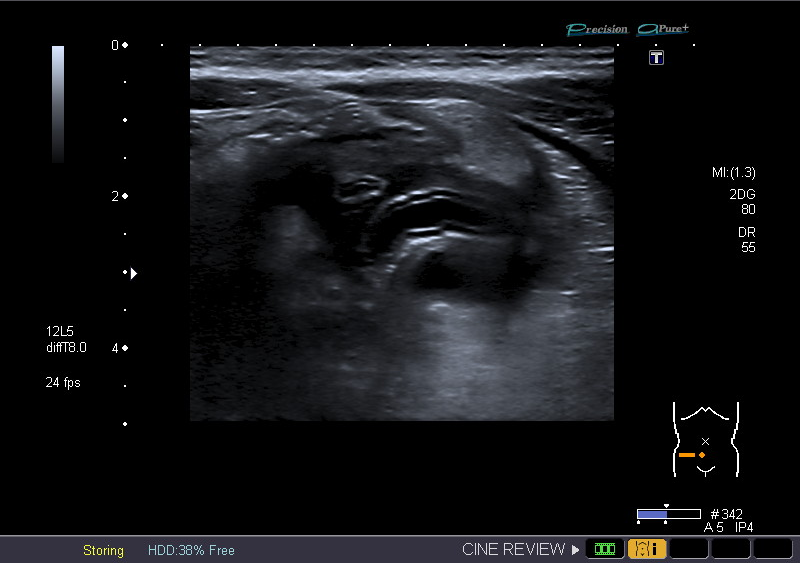 Precision APure+
0
T
2
4
MI:(1.3)
2DG
80
DR
55
12L5
diffT8.0
24 fps
#342
A 5 IP4
Storing HDD:38% Free CINE REVIEW
i